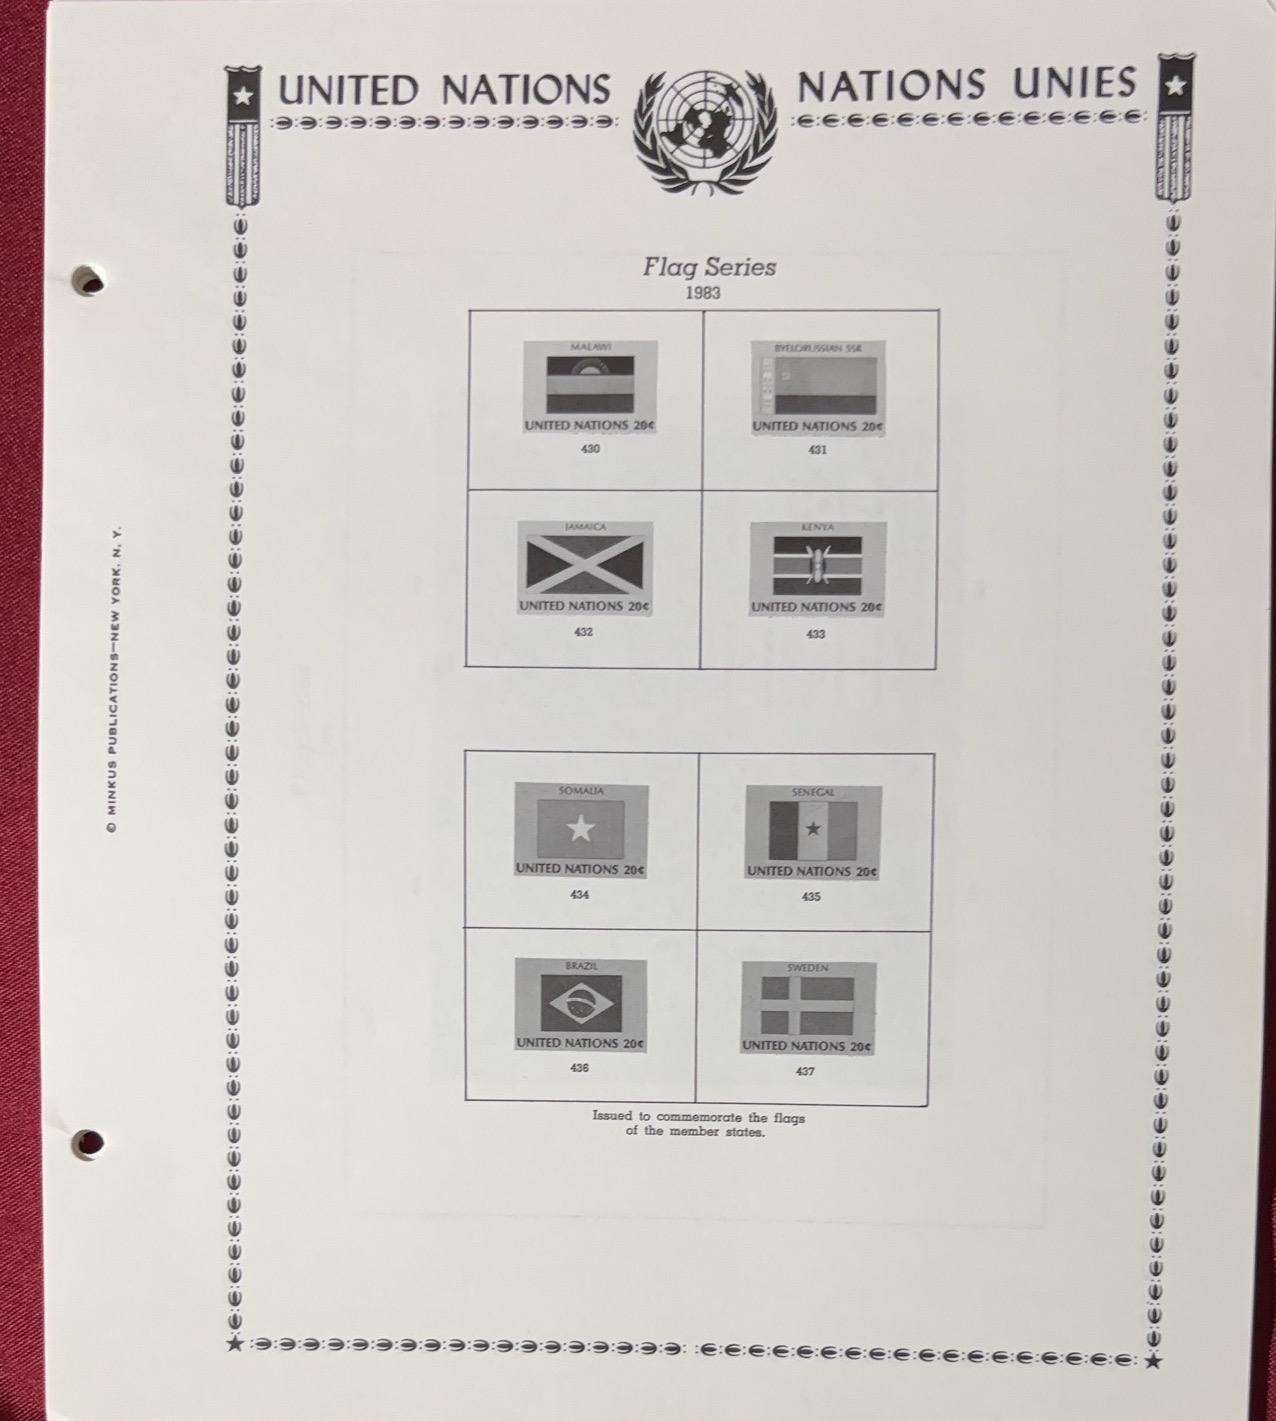 UNITED NATIONS NATIONS UNIES
Flag Series
1983
MALAWI
UNITED NATIONS 20¢
430
BYELORUSSIAN SSR
UNITED NATIONS 20¢
431
JAMAICA
UNITED NATIONS 20¢
432
KENYA
UNITED NATIONS 20¢
433
SOMALIA
UNITED NATIONS 20¢
434
SENEGAL
UNITED NATIONS 20¢
435
BRAZIL
UNITED NATIONS 20¢
436
SWEDEN
UNITED NATIONS 20¢
437
Issued to commemorate the flags
of the member states.
© MINKUS PUBLICATIONS—NEW YORK, N. Y.